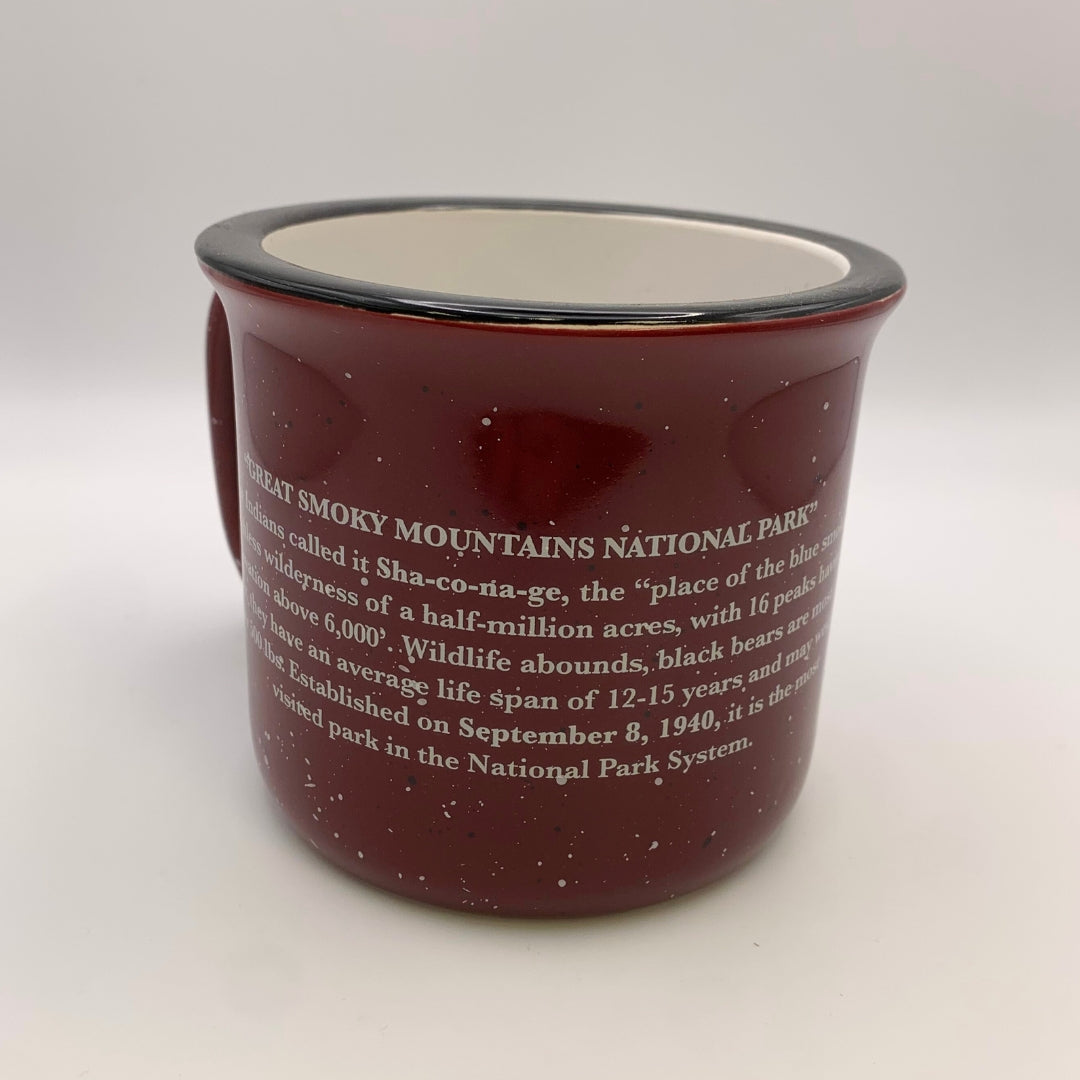 "GREAT SMOKY MOUNTAINS NATIONAL PARK"
Indians called it Sha-co-na-ge, the "place of the blue
wilderness of a half-million acres, with 16 peaks
above 6,000'. Wildlife abounds, black bears are
they have an average life span of 12-15 years and may
lbs. Established on September 8, 1940, it is the most
visited park in the National Park System.